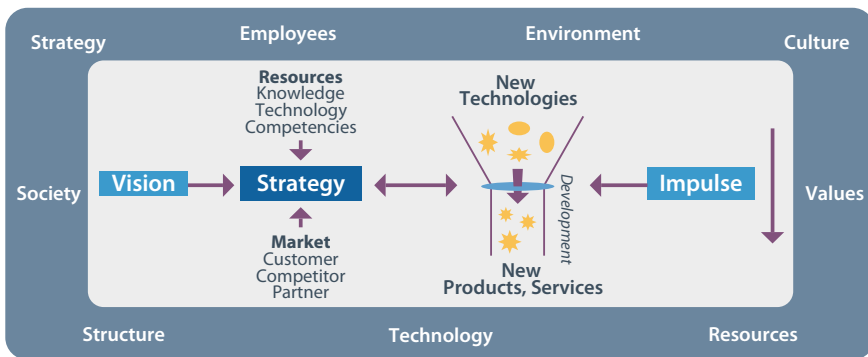 Strategy
Employees
Environment
Culture
Resources
Knowledge
Technology
Competencies
New
Technologies
Society
Vision
Strategy
Development
Impulse
Values
Market
Customer
Competitor
Partner
New
Products, Services
Structure
Technology
Resources